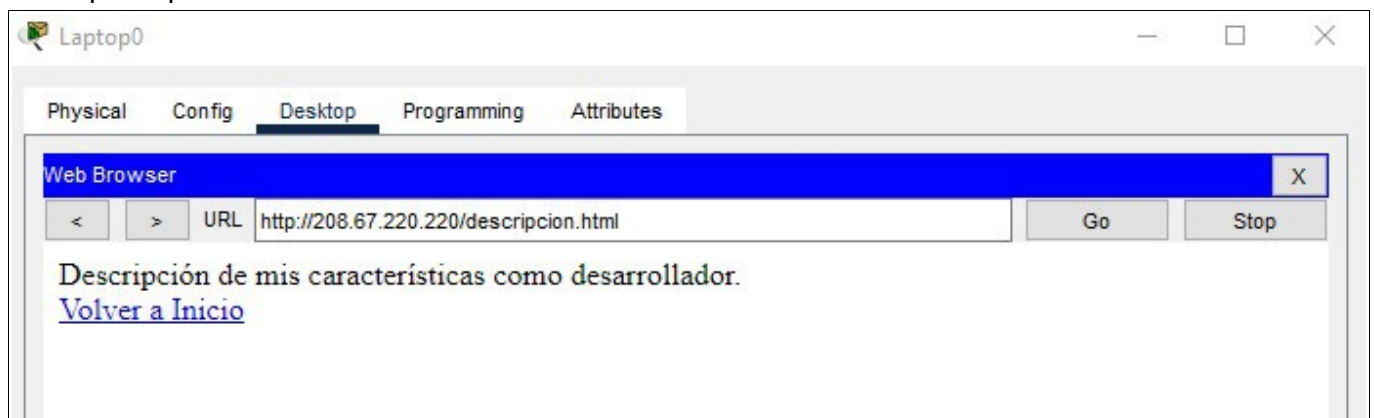 Laptop0
Physical Config Desktop Programming Attributes
Web Browser X
< > URL http://208.67.220.220/descripcion.html Go Stop
Descripción de mis características como desarrollador.
Volver a Inicio